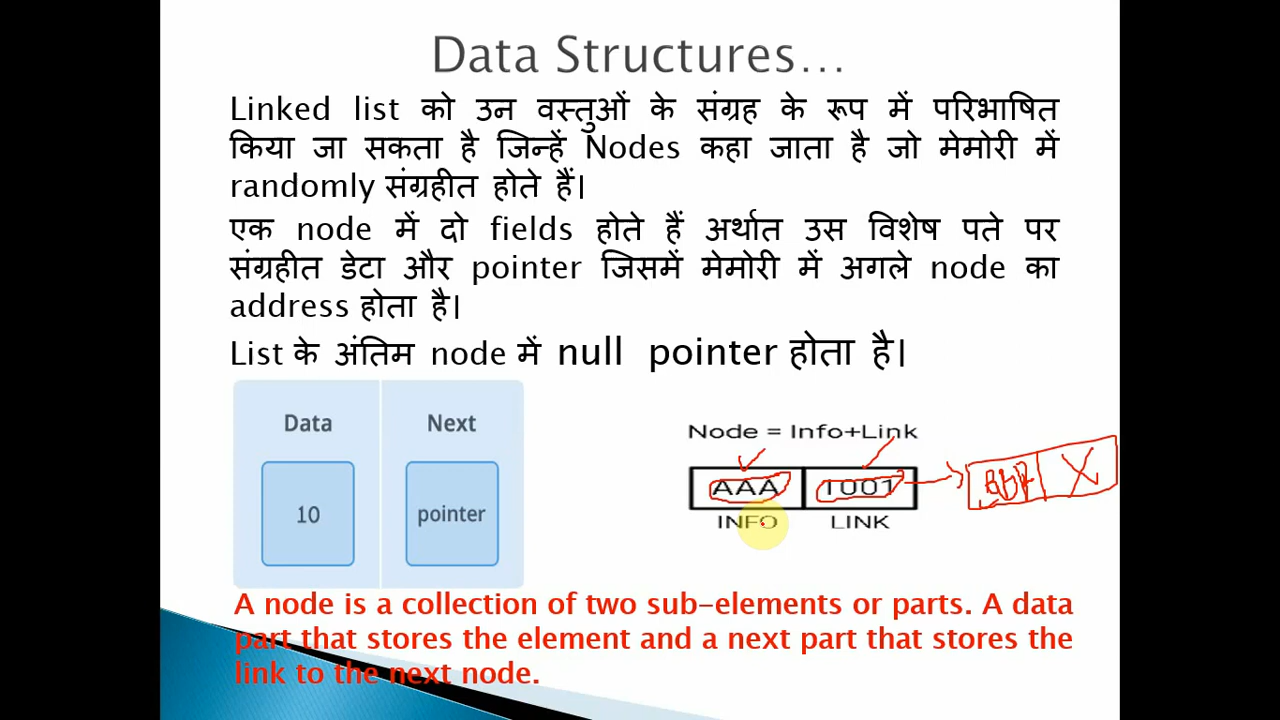 Data Structures...
Linked list को उन वस्तुओं के संग्रह के रूप में परिभाषित
किया जा सकता है जिन्हें Nodes कहा जाता है जो मेमोरी में
randomly संग्रहीत होते हैं।
एक node में दो fields होते हैं अर्थात उस विशेष पते पर
संग्रहीत डेटा और pointer जिसमें मेमोरी में अगले node का
address होता है।
List के अंतिम node में null pointer होता है।
Data Next
10 pointer
Node = Info+Link
AAA 1001 X
INFO LINK
A node is a collection of two sub-elements or parts. A data
part that stores the element and a next part that stores the
link to the next node.